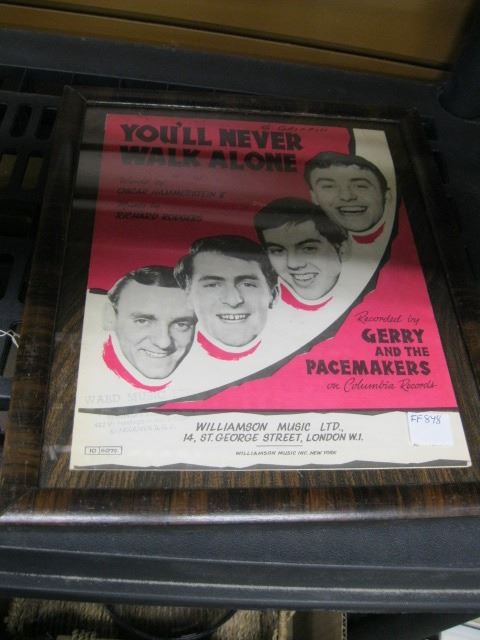 YOU'LL NEVER
WALK ALONE
OSCAR HAMMERSTEIN II
RICHARD RODGERS
Recorded by
GERRY
AND THE
PACEMAKERS
on Columbia Records
WARD MUSIC
WILLIAMSON MUSIC LTD.,
14, ST. GEORGE STREET, LONDON W.1.
WILLIAMSON MUSIC INC. NEW YORK
FF898